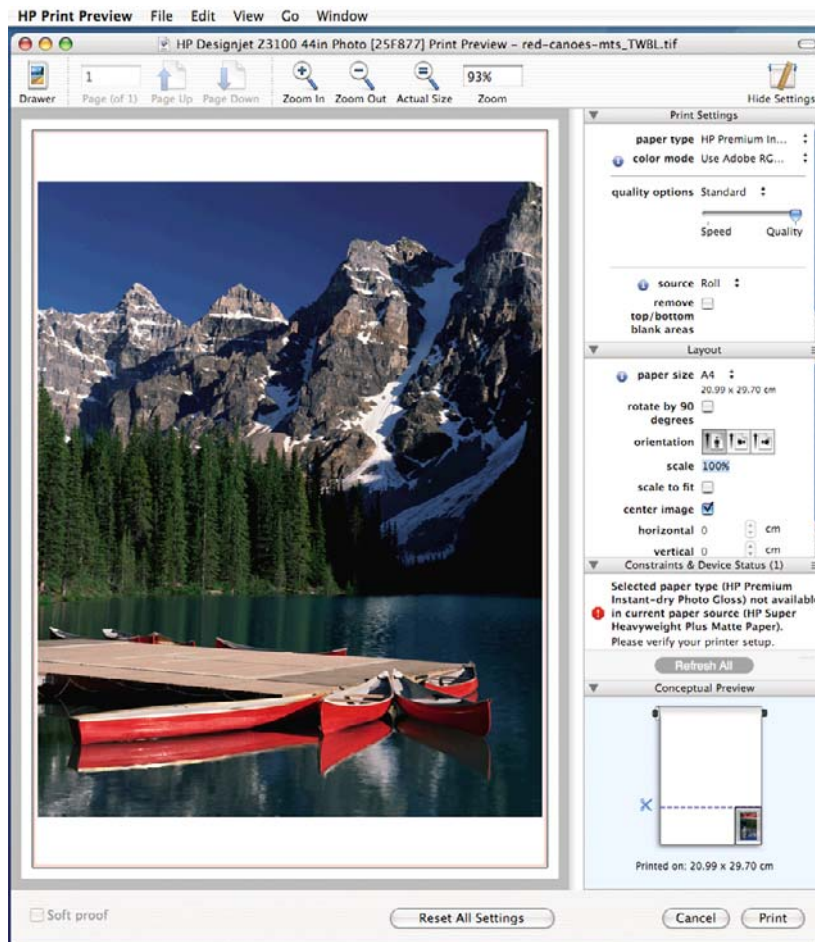 HP Print Preview File Edit View Go Window
HP Designjet Z3100 44in Photo [25F877] Print Preview – red-canoes-mts_TWBL.tif
1
93%
Drawer Page (of 1) Page Up Page Down Zoom In Zoom Out Actual Size Zoom Hide Settings
Print Settings
paper type HP Premium In...
color mode Use Adobe RG...
quality options Standard
Speed Quality
source Roll
remove
top/bottom
blank areas
Layout
paper size A4
20.99 x 29.70 cm
rotate by 90
degrees
orientation
scale 100%
scale to fit
center image
horizontal 0 cm
vertical 0 cm
Constraints & Device Status (1)
Selected paper type (HP Premium
Instant-dry Photo Gloss) not available
in current paper source (HP Super
Heavyweight Plus Matte Paper).
Please verify your printer setup.
Refresh All
Conceptual Preview
Printed on: 20.99 x 29.70 cm
Soft proof Reset All Settings Cancel Print